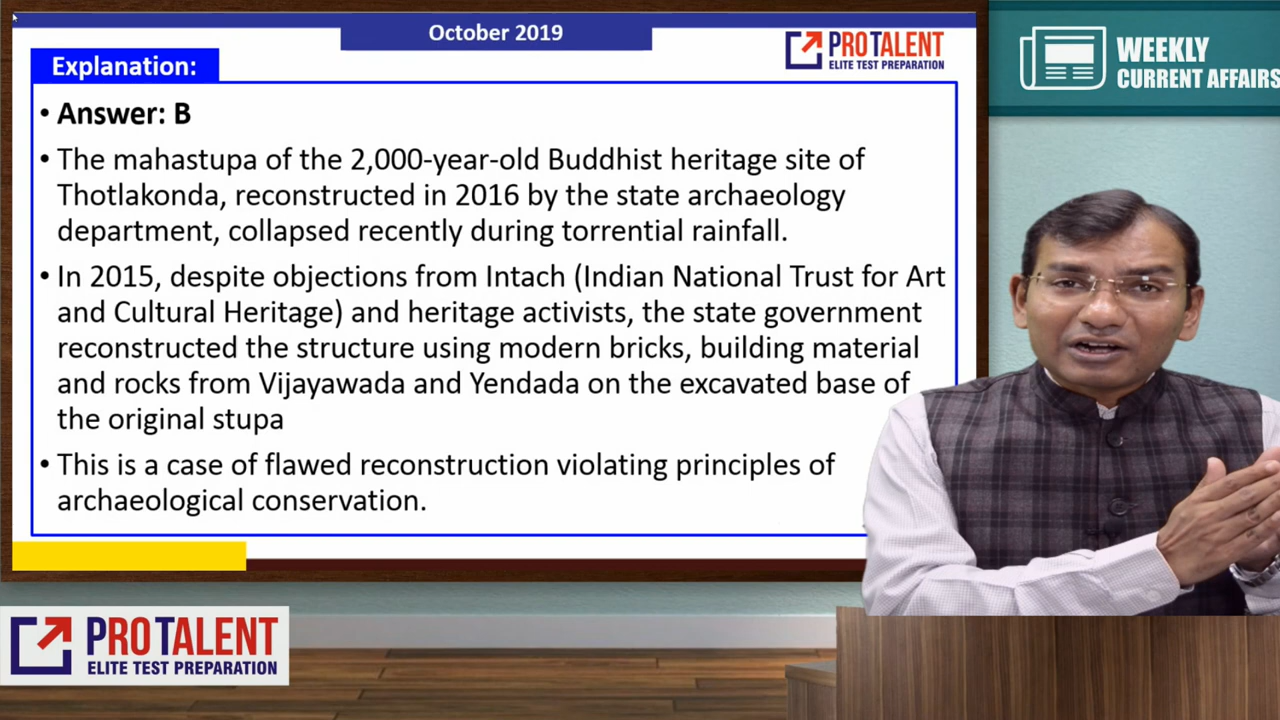 October 2019
PROTALENT
ELITE TEST PREPARATION
WEEKLY
CURRENT AFFAIRS
Explanation:
• Answer: B
• The mahastupa of the 2,000-year-old Buddhist heritage site of
Thotlakonda, reconstructed in 2016 by the state archaeology
department, collapsed recently during torrential rainfall.
• In 2015, despite objections from Intach (Indian National Trust for Art
and Cultural Heritage) and heritage activists, the state government
reconstructed the structure using modern bricks, building material
and rocks from Vijayawada and Yendada on the excavated base of
the original stupa
• This is a case of flawed reconstruction violating principles of
archaeological conservation.
PROTALENT
ELITE TEST PREPARATION